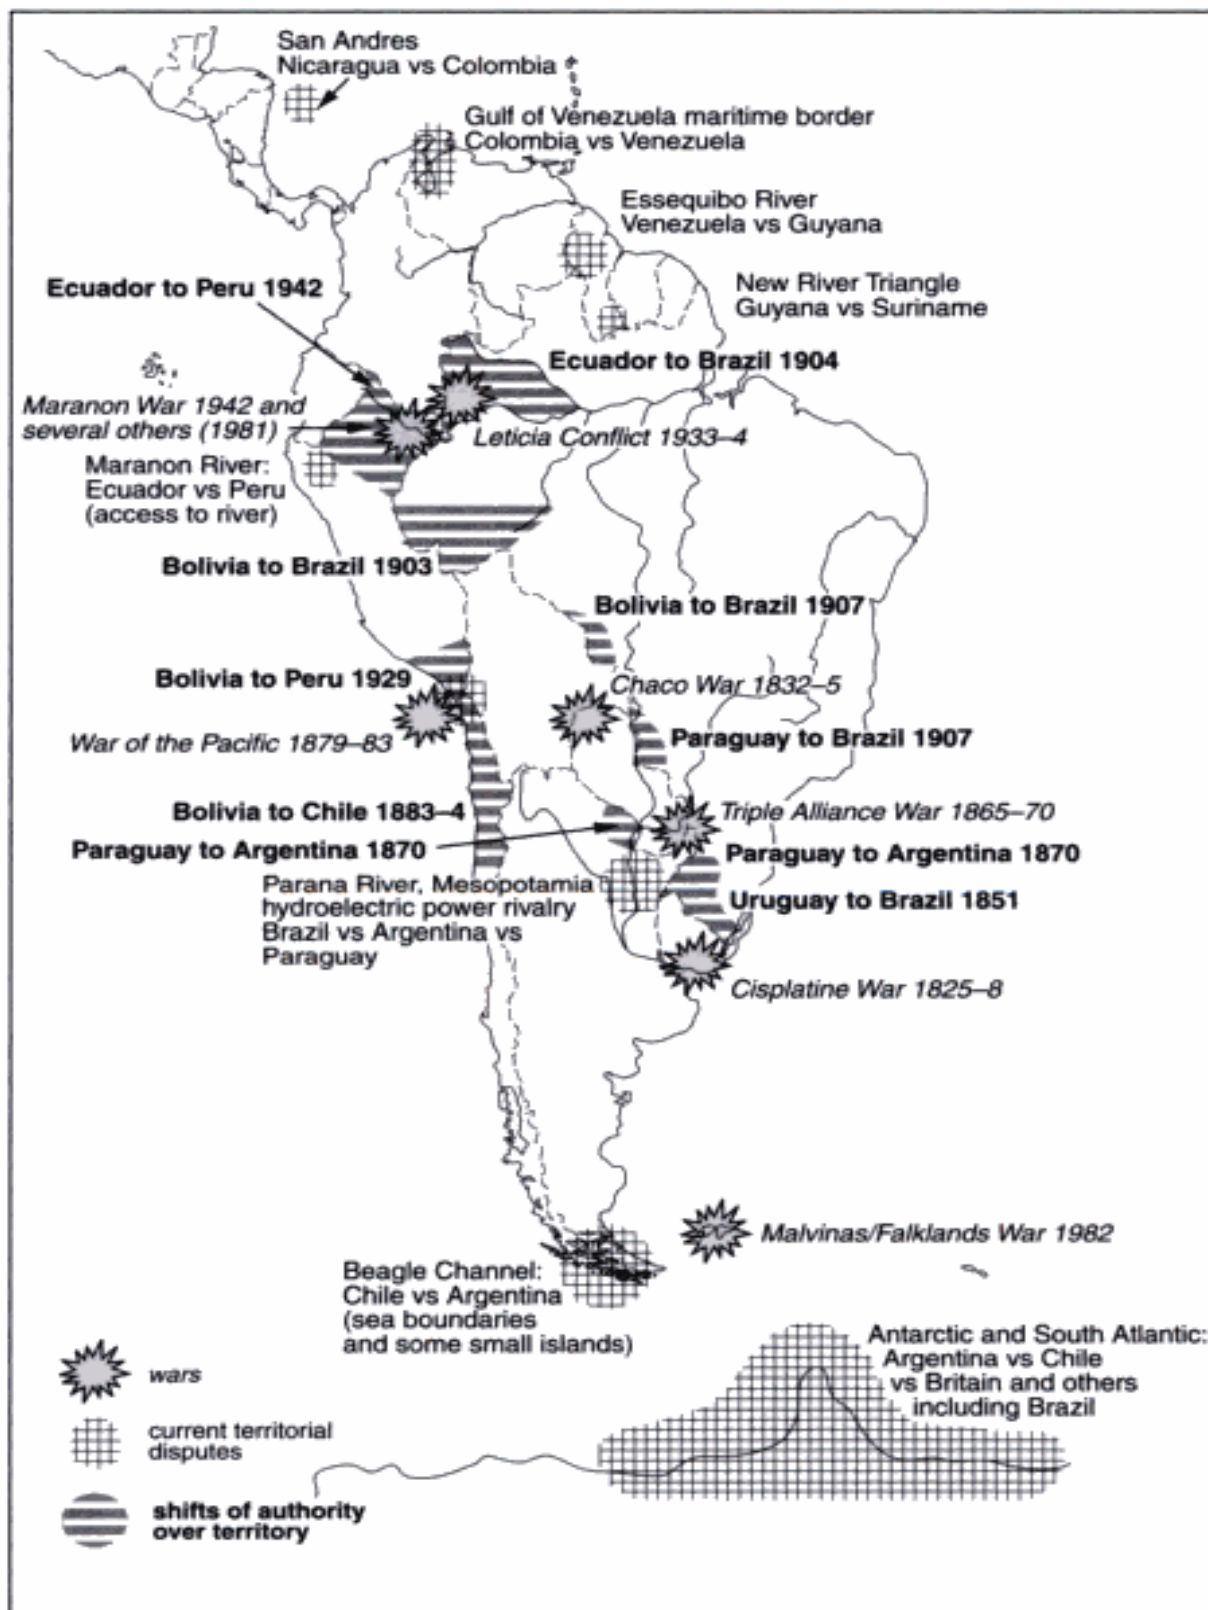 San Andres
Nicaragua vs Colombia
Gulf of Venezuela maritime border
Colombia vs Venezuela
Essequibo River
Venezuela vs Guyana
New River Triangle
Guyana vs Suriname
Ecuador to Peru 1942
Ecuador to Brazil 1904
Maranon War 1942 and
several others (1981)
Leticia Conflict 1933–4
Maranon River:
Ecuador vs Peru
(access to river)
Bolivia to Brazil 1903
Bolivia to Brazil 1907
Bolivia to Peru 1929
Chaco War 1832–5
War of the Pacific 1879–83
Paraguay to Brazil 1907
Bolivia to Chile 1883–4
Triple Alliance War 1865–70
Paraguay to Argentina 1870
Paraguay to Argentina 1870
Parana River, Mesopotamia
hydroelectric power rivalry
Brazil vs Argentina vs
Paraguay
Uruguay to Brazil 1851
Cisplatine War 1825–8
Malvinas/Falklands War 1982
Beagle Channel:
Chile vs Argentina
(sea boundaries
and some small islands)
Antarctic and South Atlantic:
Argentina vs Chile
vs Britain and others
including Brazil
wars
current territorial
disputes
shifts of authority
over territory